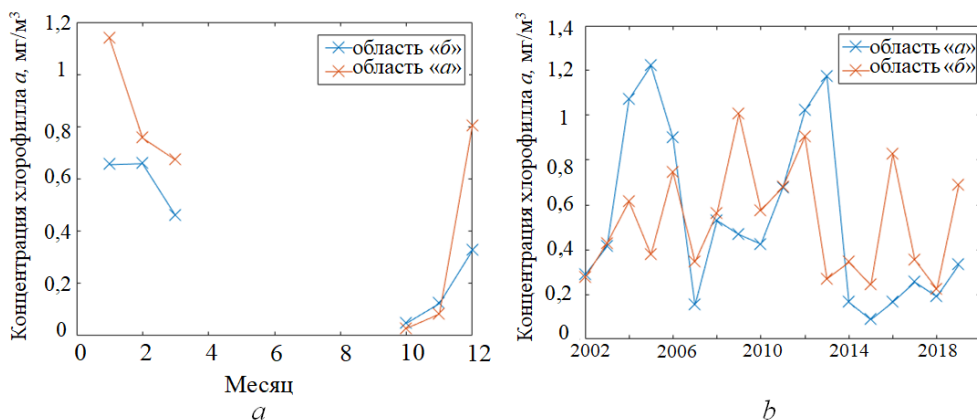 a
b
Концентрация хлорофилла a, мг/м³
1,2
1
0,8
0,6
0,4
0,2
0
0 2 4 6 8 10 12
Месяц
область «б»
область «а»
a
Концентрация хлорофилла a, мг/м³
1,4
1,2
1
0,8
0,6
0,4
0,2
0
2002 2006 2010 2014 2018
область «а»
область «б»
b